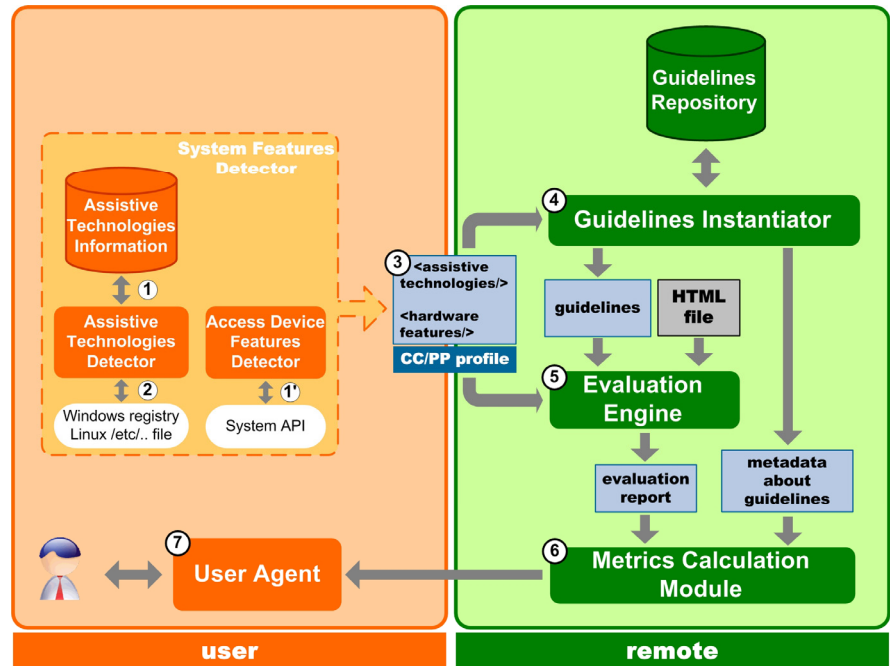 System Features
Detector
Assistive
Technologies
Information
1
Assistive
Technologies
Detector
2
Windows registry
Linux /etc/.. file
Access Device
Features
Detector
1'
System API
3
<assistive
technologies/>
<hardware
features/>
CC/PP profile
Guidelines
Repository
4
Guidelines Instantiator
guidelines
HTML
file
5
Evaluation
Engine
evaluation
report
metadata
about
guidelines
6
Metrics Calculation
Module
7
User Agent
user
remote